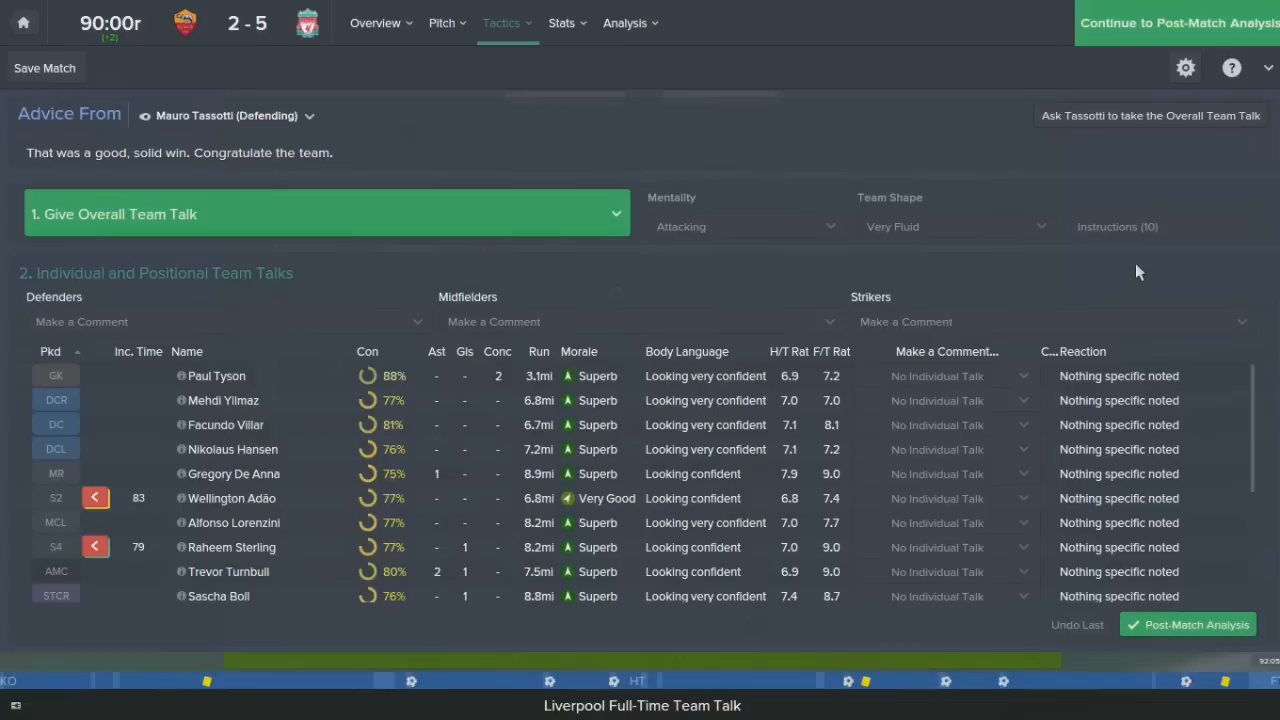 90:00r
(+2)
2 - 5
Overview
Pitch
Tactics
Stats
Analysis
Continue to Post-Match Analysis
Save Match
Advice From
Mauro Tassotti (Defending)
Ask Tassotti to take the Overall Team Talk
That was a good, solid win. Congratulate the team.
1. Give Overall Team Talk
Mentality
Team Shape
Attacking
Very Fluid
Instructions (10)
2. Individual and Positional Team Talks
Defenders
Midfielders
Strikers
Make a Comment
Make a Comment
Make a Comment
Pkd Inc. Time Name Con Ast Gls Conc Run Morale Body Language H/T Rat F/T Rat Make a Comment... C... Reaction
GK Paul Tyson 88% - - 2 3.1mi Superb Looking very confident 6.9 7.2 No Individual Talk Nothing specific noted
DCR Mehdi Yilmaz 77% - - - 6.8mi Superb Looking very confident 7.0 7.0 No Individual Talk Nothing specific noted
DC Facundo Villar 81% - - - 6.7mi Superb Looking very confident 7.1 8.1 No Individual Talk Nothing specific noted
DCL Nikolaus Hansen 76% - - - 7.2mi Superb Looking very confident 7.1 7.2 No Individual Talk Nothing specific noted
MR Gregory De Anna 75% 1 - - 8.9mi Superb Looking confident 7.9 9.0 No Individual Talk Nothing specific noted
S2 83 Wellington Adão 77% - - - 6.8mi Very Good Looking confident 6.8 7.4 No Individual Talk Nothing specific noted
MCL Alfonso Lorenzini 77% - - - 8.2mi Superb Looking confident 7.0 7.7 No Individual Talk Nothing specific noted
S4 79 Raheem Sterling 77% - 1 - 8.2mi Superb Looking confident 7.0 9.0 No Individual Talk Nothing specific noted
AMC Trevor Turnbull 80% 2 1 - 7.5mi Superb Looking confident 6.9 9.0 No Individual Talk Nothing specific noted
STCR Sascha Boll 76% - 1 - 8.8mi Superb Looking very confident 7.4 8.7 No Individual Talk Nothing specific noted
Undo Last
Post-Match Analysis
92:05
KO
HT
Liverpool Full-Time Team Talk